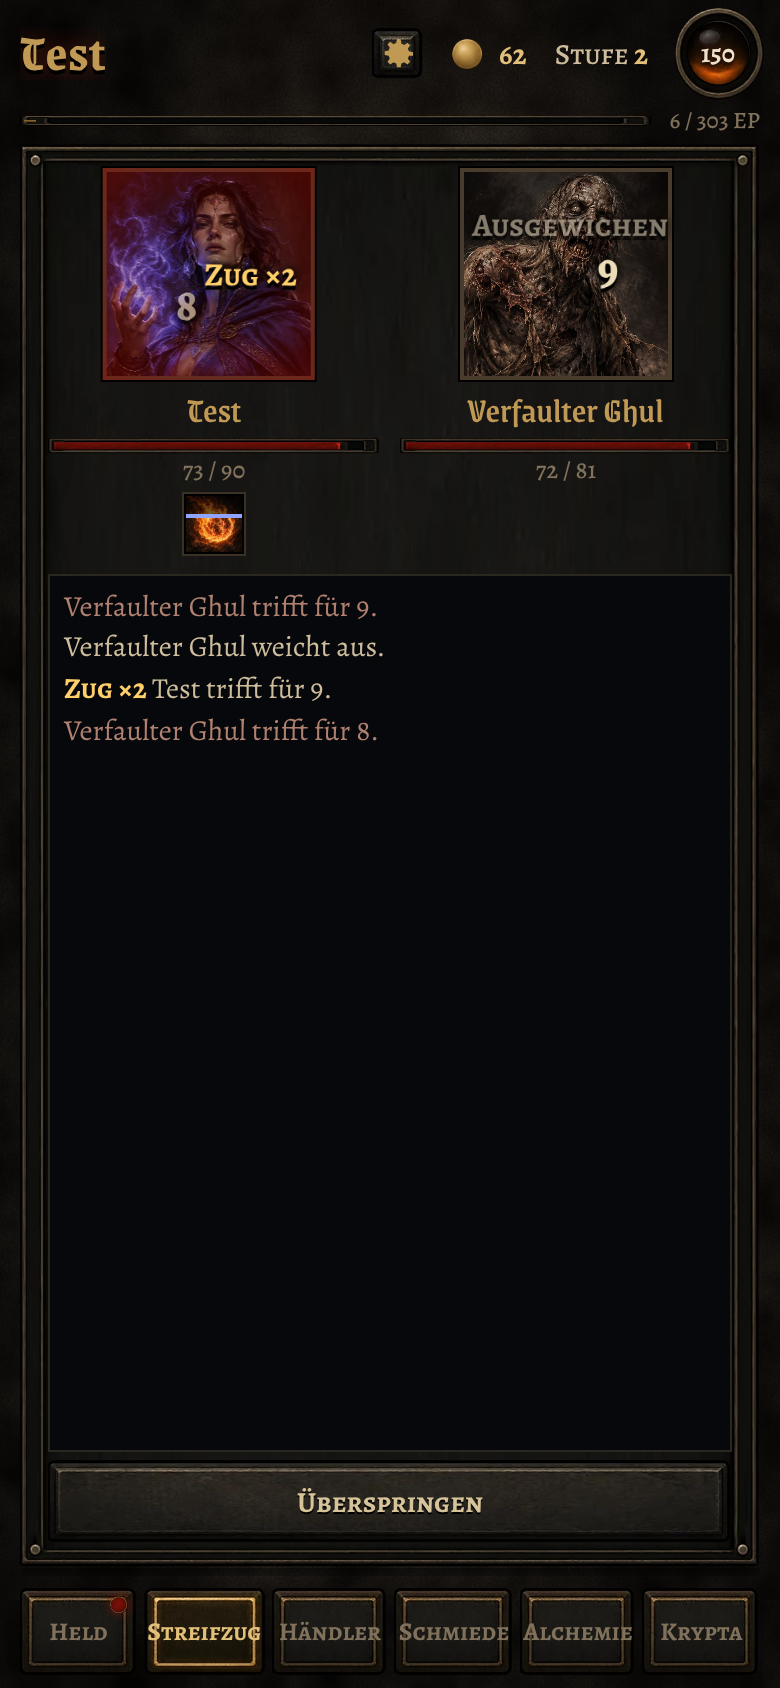 Test
62
Stufe 2
150
6 / 303 EP
Ausgewichen
Zug ×2
9
8
Test
Verfaulter Ghul
73 / 90
72 / 81
Verfaulter Ghul trifft für 9.
Verfaulter Ghul weicht aus.
Zug ×2 Test trifft für 9.
Verfaulter Ghul trifft für 8.
Überspringen
Held
Streifzug
Händler
Schmiede
Alchemie
Krypta